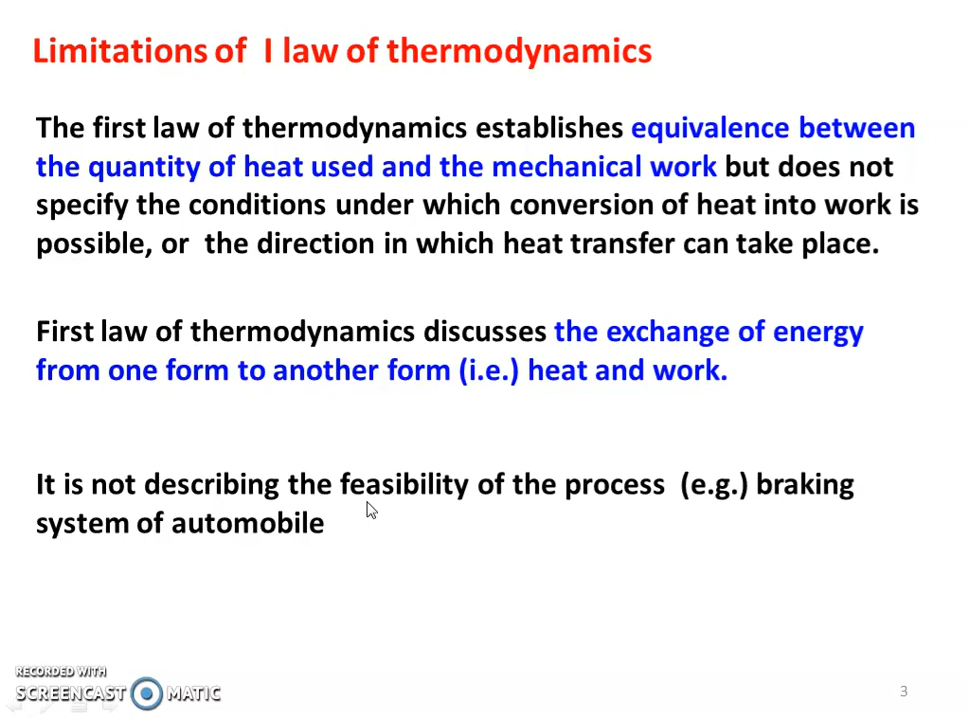 Limitations of I law of thermodynamics
The first law of thermodynamics establishes equivalence between
the quantity of heat used and the mechanical work but does not
specify the conditions under which conversion of heat into work is
possible, or the direction in which heat transfer can take place.
First law of thermodynamics discusses the exchange of energy
from one form to another form (i.e.) heat and work.
It is not describing the feasibility of the process (e.g.) braking
system of automobile
RECORDED WITH
SCREENCAST MATIC
3